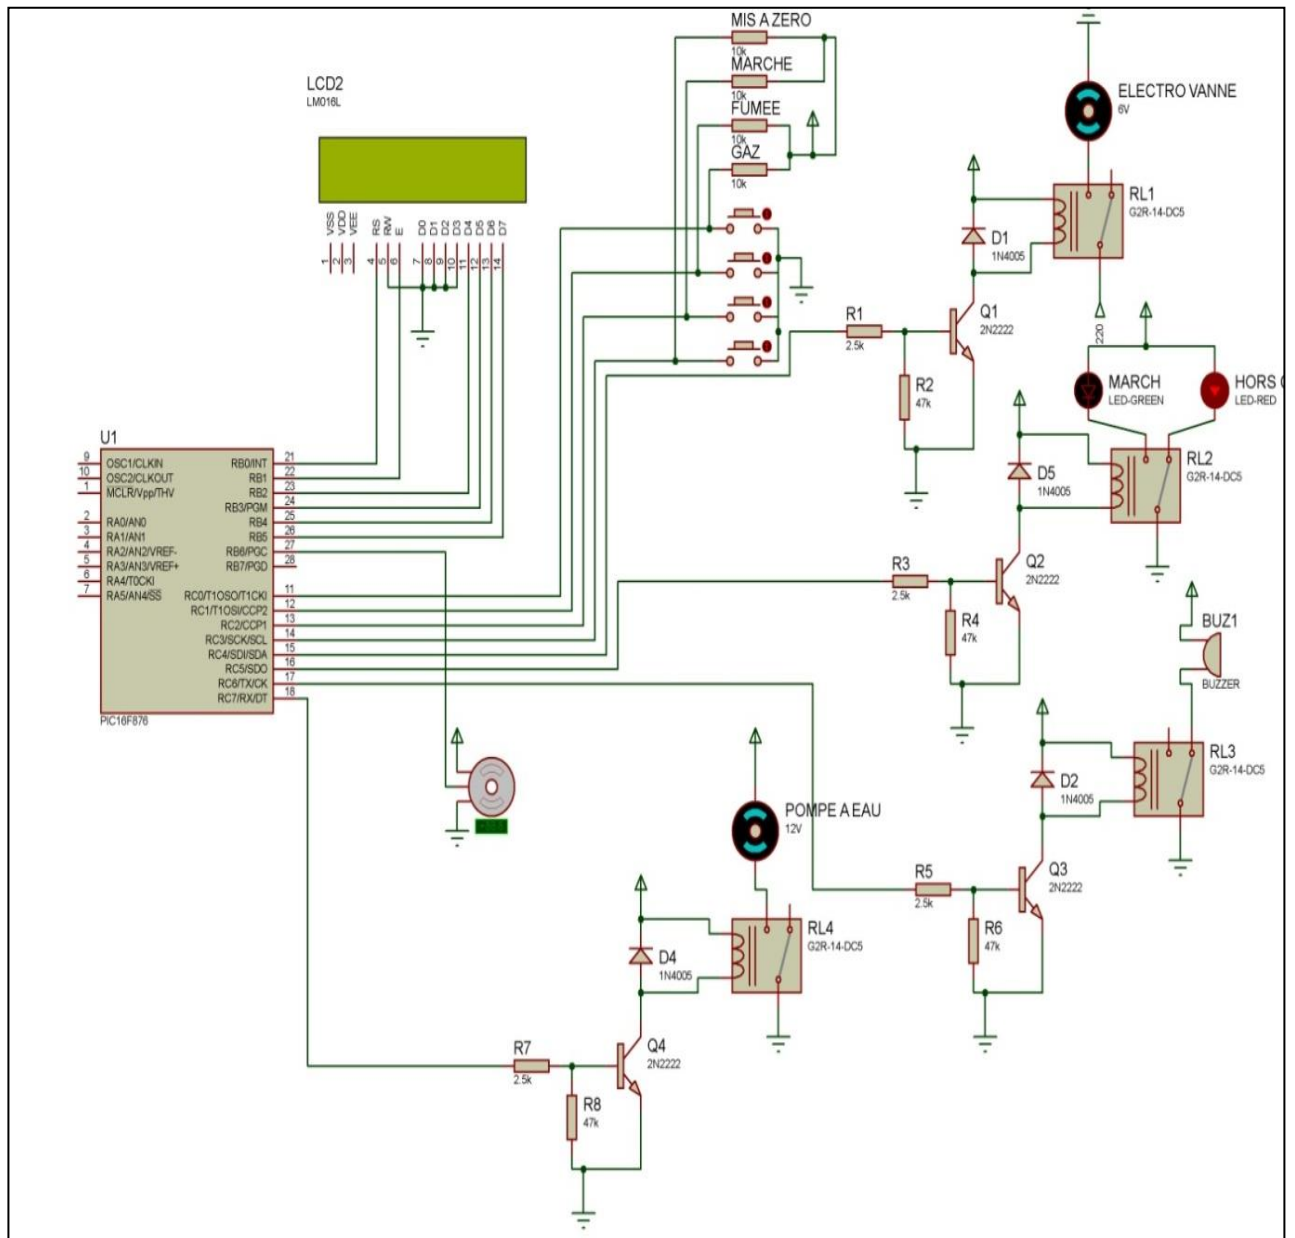 MIS A ZERO
10k
MARCHE
10k
FUMEE
10k
GAZ
10k
LCD2
LM016L
VSS
VDD
VEE
RS
RW
E
D0
D1
D2
D3
D4
D5
D6
D7
1
2
3
4
5
6
7
8
9
10
11
12
13
14
ELECTRO VANNE
6V
RL1
G2R-14-DC5
D1
1N4005
Q1
2N2222
R1
2.5k
R2
47k
220
MARCH
LED-GREEN
HORS
LED-RED
RL2
G2R-14-DC5
D5
1N4005
Q2
2N2222
R3
2.5k
R4
47k
U1
9 OSC1/CLKIN
10 OSC2/CLKOUT
1 MCLR/Vpp/THV
2 RA0/AN0
3 RA1/AN1
4 RA2/AN2/VREF-
5 RA3/AN3/VREF+
6 RA4/T0CKI
7 RA5/AN4/SS
RB0/INT 21
RB1 22
RB2 23
RB3/PGM 24
RB4 25
RB5 26
RB6/PGC 27
RB7/PGD 28
RC0/T1OSO/T1CKI 11
RC1/T1OSI/CCP2 12
RC2/CCP1 13
RC3/SCK/SCL 14
RC4/SDI/SDA 15
RC5/SDO 16
RC6/TX/CK 17
RC7/RX/DT 18
PIC16F876
BUZ1
BUZZER
RL3
G2R-14-DC5
D2
1N4005
Q3
2N2222
R5
2.5k
R6
47k
POMPE A EAU
12V
RL4
G2R-14-DC5
D4
1N4005
Q4
2N2222
R7
2.5k
R8
47k